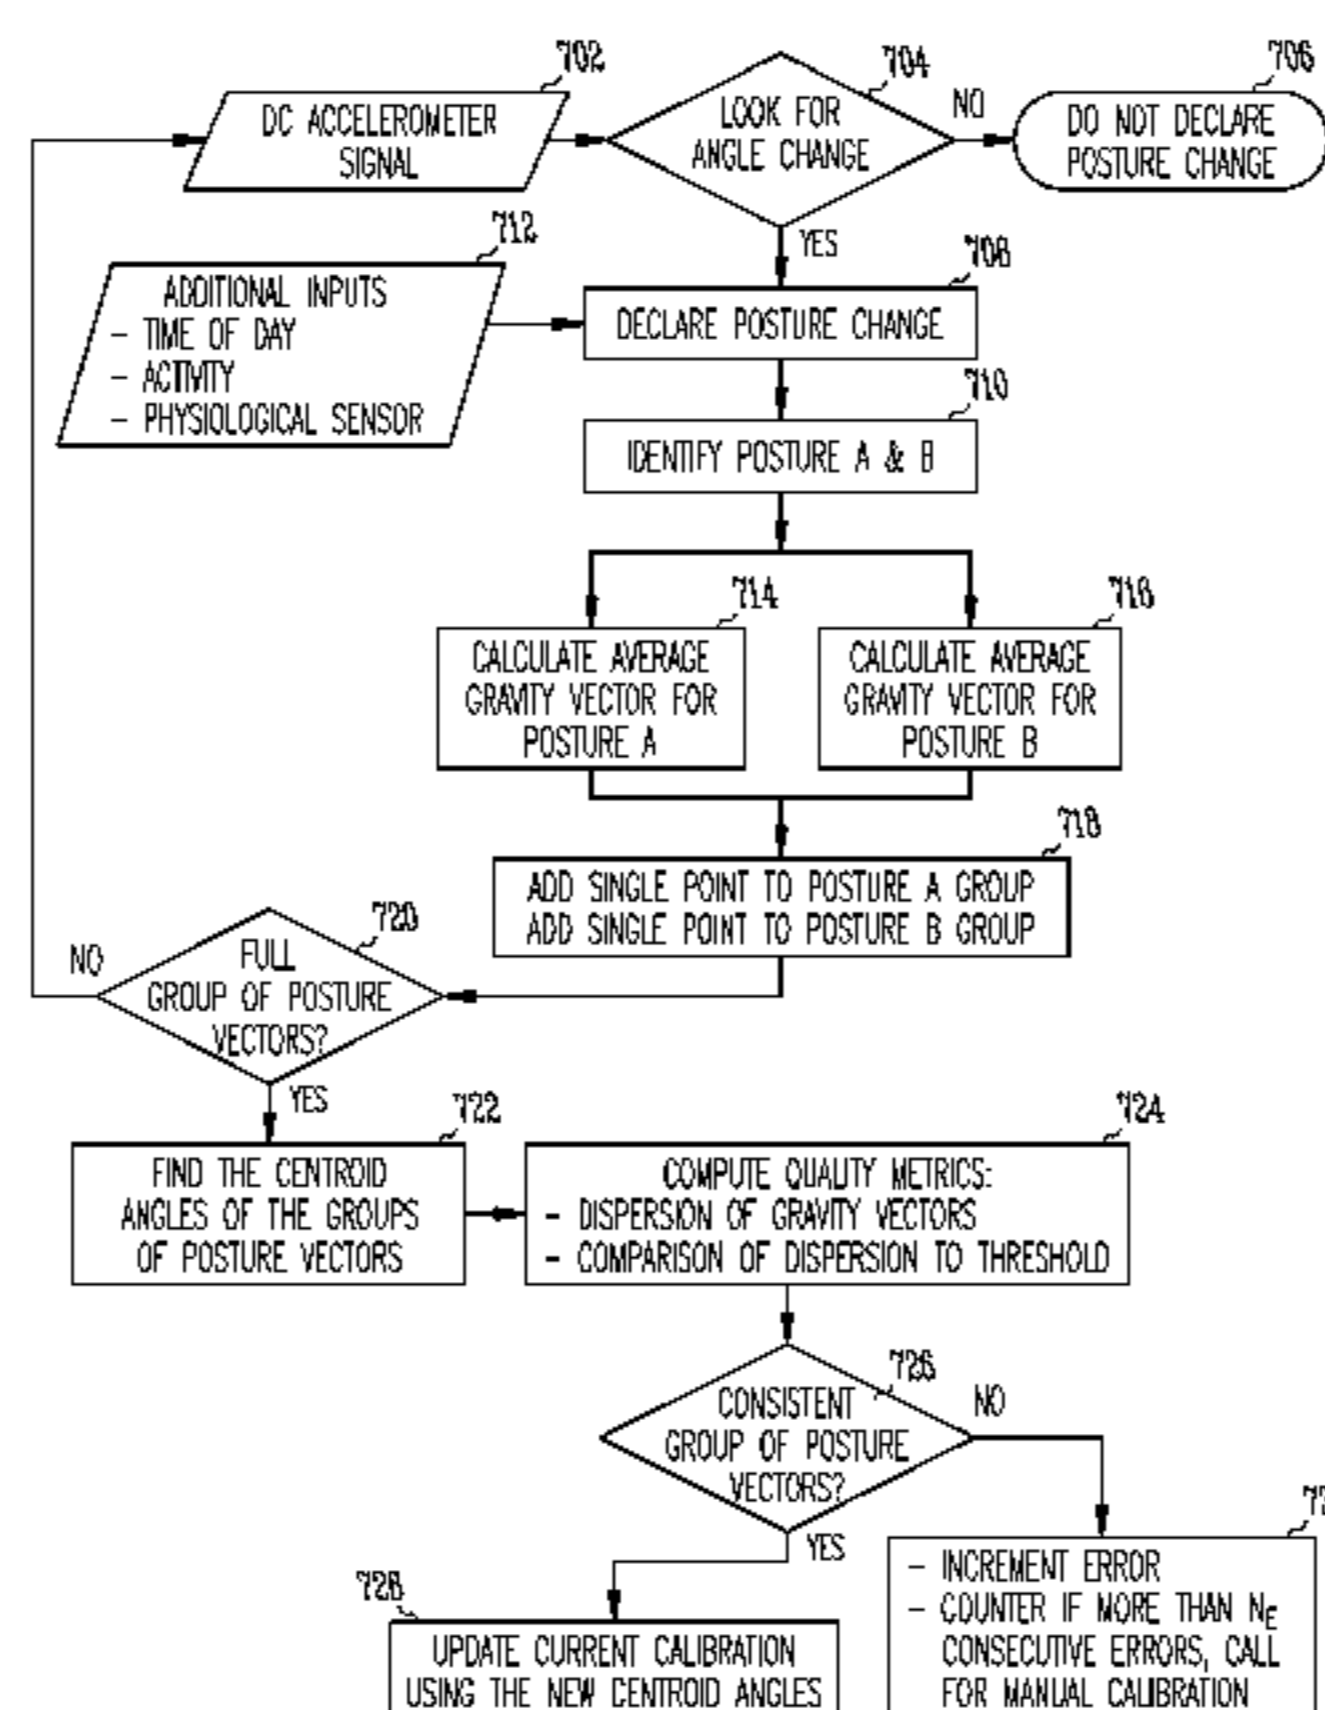 702
DC ACCELEROMETER
SIGNAL
704
LOOK FOR
ANGLE CHANGE
NO
706
DO NOT DECLARE
POSTURE CHANGE
YES
712
ADDITIONAL INPUTS
– TIME OF DAY
– ACTIVITY
– PHYSIOLOGICAL SENSOR
708
DECLARE POSTURE CHANGE
710
IDENTIFY POSTURE A & B
714
CALCULATE AVERAGE
GRAVITY VECTOR FOR
POSTURE A
716
CALCULATE AVERAGE
GRAVITY VECTOR FOR
POSTURE B
718
ADD SINGLE POINT TO POSTURE A GROUP
ADD SINGLE POINT TO POSTURE B GROUP
720
FULL
GROUP OF POSTURE
VECTORS?
NO
YES
722
FIND THE CENTROID
ANGLES OF THE GROUPS
OF POSTURE VECTORS
724
COMPUTE QUALITY METRICS:
– DISPERSION OF GRAVITY VECTORS
– COMPARISON OF DISPERSION TO THRESHOLD
726
CONSISTENT
GROUP OF POSTURE
VECTORS?
NO
YES
728
UPDATE CURRENT CALIBRATION
USING THE NEW CENTROID ANGLES
– INCREMENT ERROR
– COUNTER IF MORE THAN NE
CONSECUTIVE ERRORS, CALL
FOR MANUAL CALIBRATION